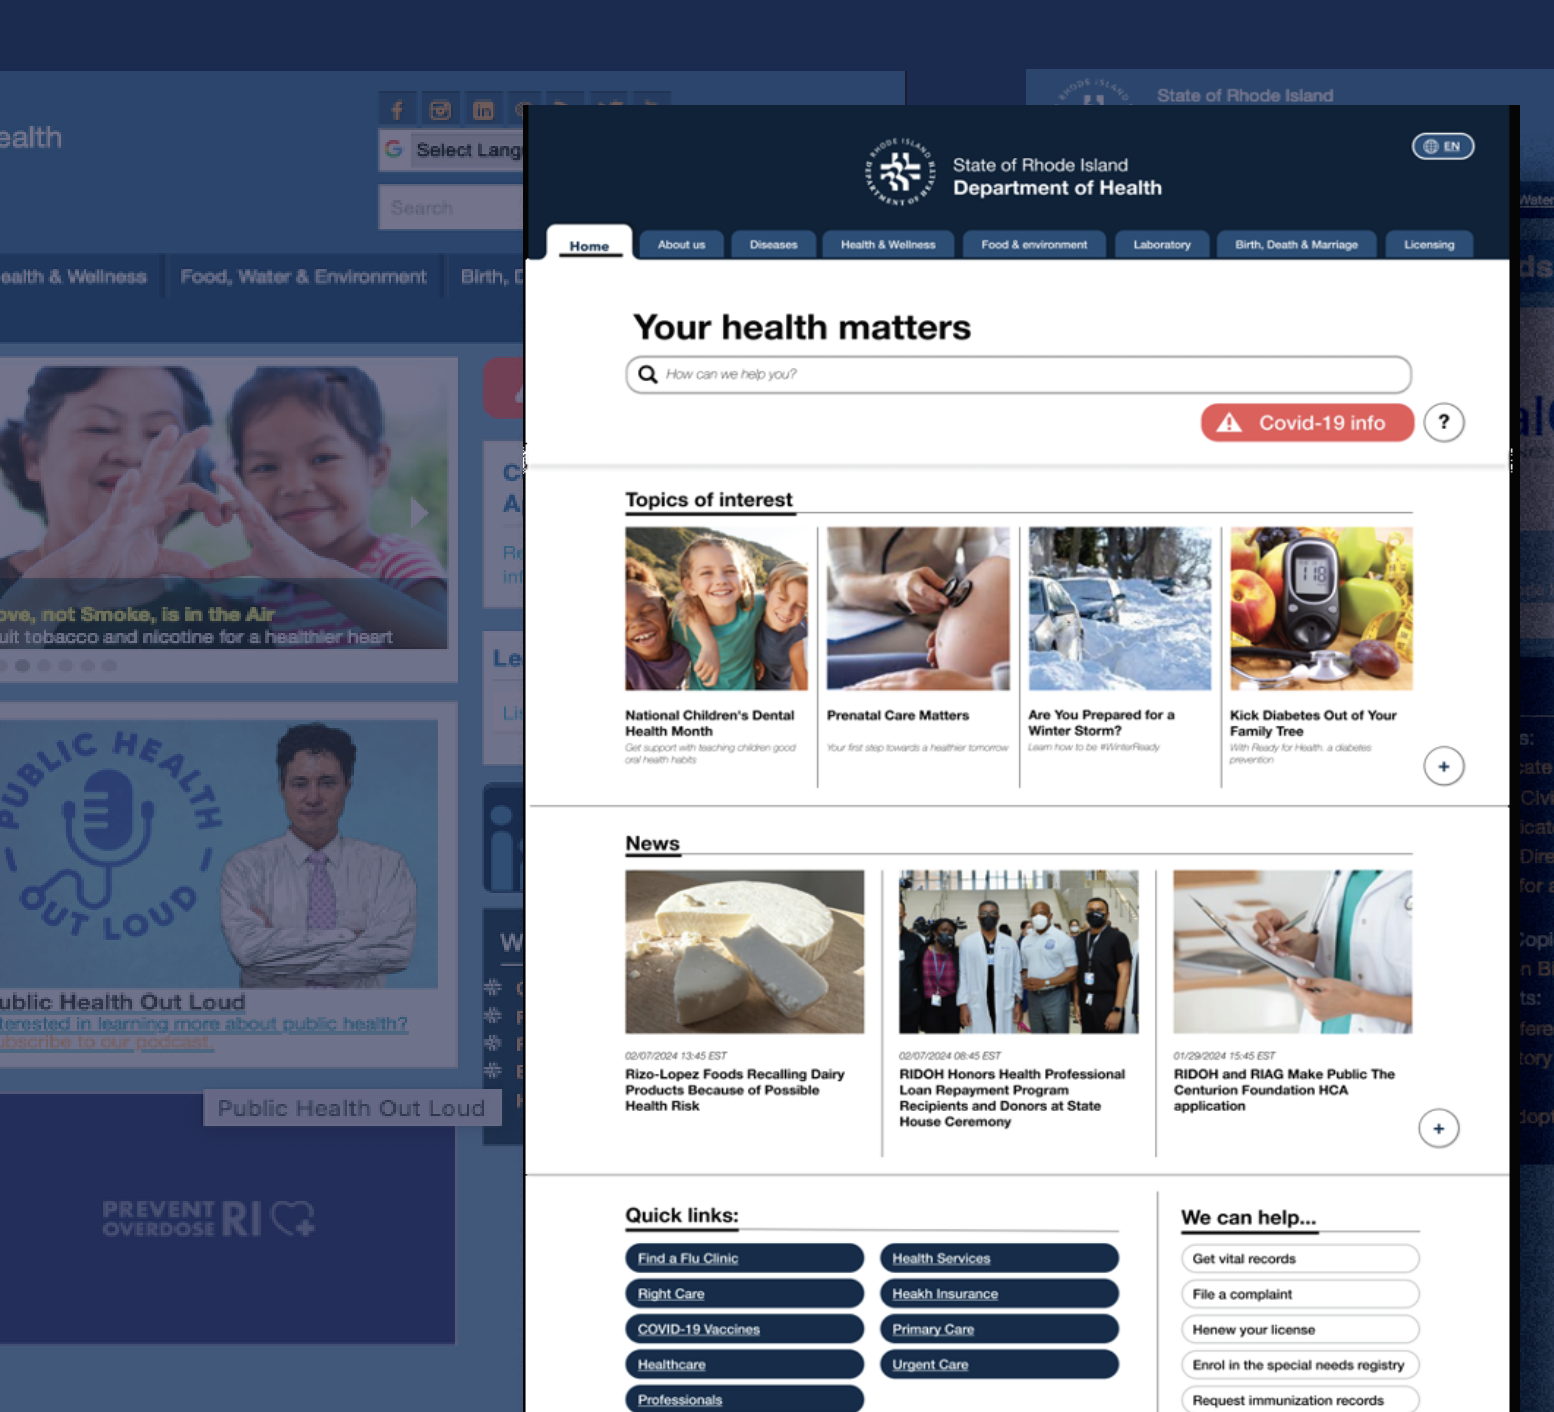 ealth
Select Lang
Search
ealth & Wellness
Food, Water & Environment
Birth, D
ove, not Smoke, is in the Air
uit tobacco and nicotine for a healthier heart
PUBLIC HEALTH
OUT LOUD
ublic Health Out Loud
terested in learning more about public health?
ubscribe to our podcast.
Public Health Out Loud
PREVENT
OVERDOSE RI
Le
State of Rhode Island
RHODE ISLAND
DEPARTMENT OF HEALTH
State of Rhode Island
Department of Health
EN
Home
About us
Diseases
Health & Wellness
Food & environment
Laboratory
Birth, Death & Marriage
Licensing
Your health matters
How can we help you?
Covid-19 info
?
Topics of interest
118
National Children's Dental
Health Month
Get support with teaching children good
oral health habits
Prenatal Care Matters
Your first step towards a healthier tomorrow
Are You Prepared for a
Winter Storm?
Learn how to be #WinterReady
Kick Diabetes Out of Your
Family Tree
With Ready for Health. a diabetes
prevention
+
News
02/07/2024 13:45 EST
Rizo-Lopez Foods Recalling Dairy
Products Because of Possible
Health Risk
02/07/2024 08:45 EST
RIDOH Honors Health Professional
Loan Repayment Program
Recipients and Donors at State
House Ceremony
01/29/2024 15:45 EST
RIDOH and RIAG Make Public The
Centurion Foundation HCA
application
+
Quick links:
Find a Flu Clinic
Right Care
COVID-19 Vaccines
Healthcare
Professionals
Health Services
Heakh Insurance
Primary Care
Urgent Care
We can help...
Get vital records
File a complaint
Henew your license
Enrol in the special needs registry
Request immunization records
Water